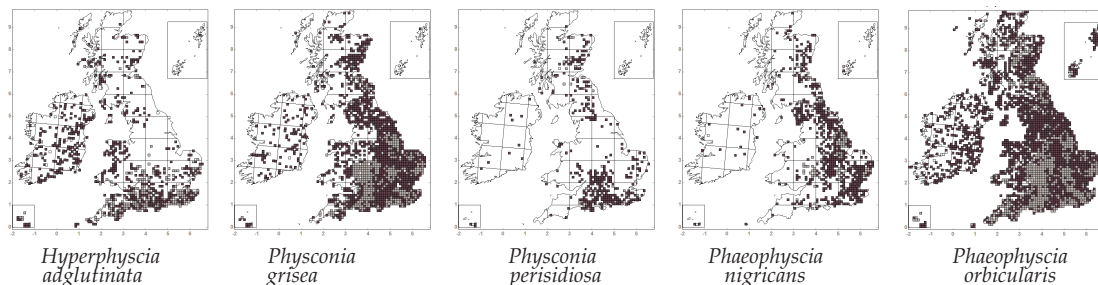 Hyperphyscia
adglutinata
Physconia
grisea
Physconia
perisidiosa
Phaeophyscia
nigricans
Phaeophyscia
orbicularis